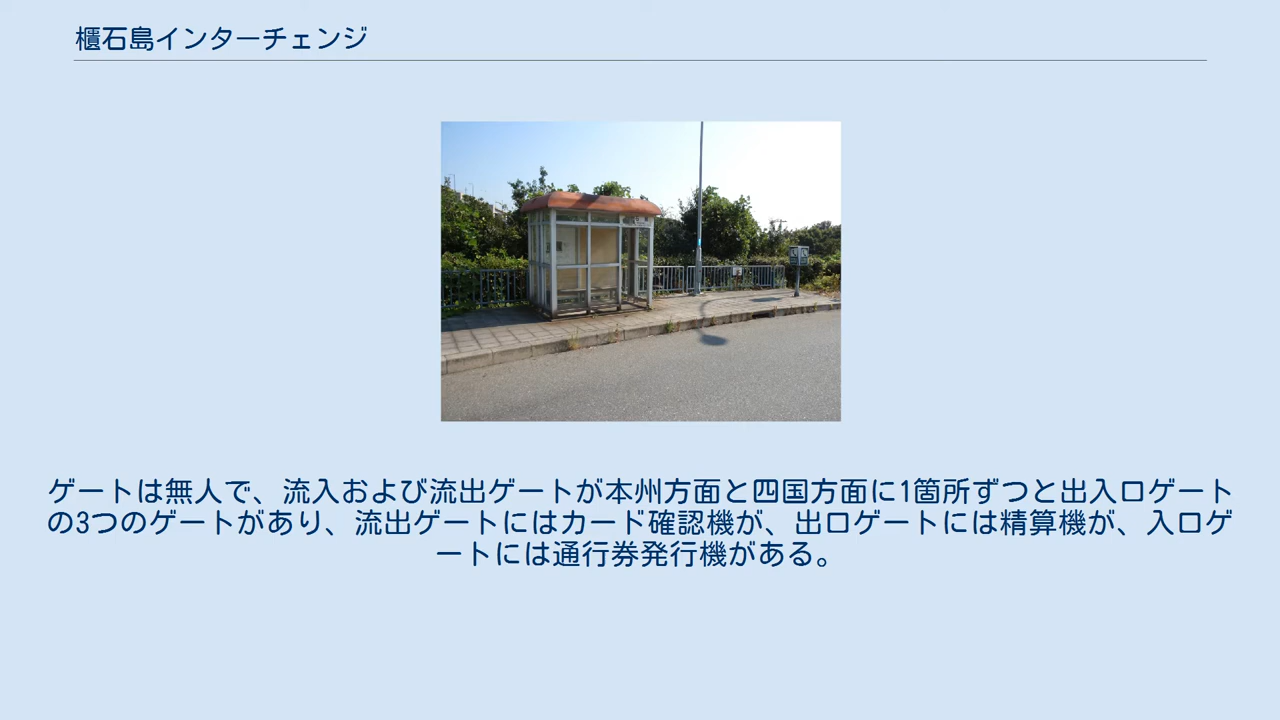 櫃石島インターチェンジ
ゲートは無人で、流入および流出ゲートが本州方面と四国方面に1箇所ずつと出入口ゲート
の3つのゲートがあり、流出ゲートにはカード確認機が、出口ゲートには精算機が、入口ゲ
ートには通行券発行機がある。